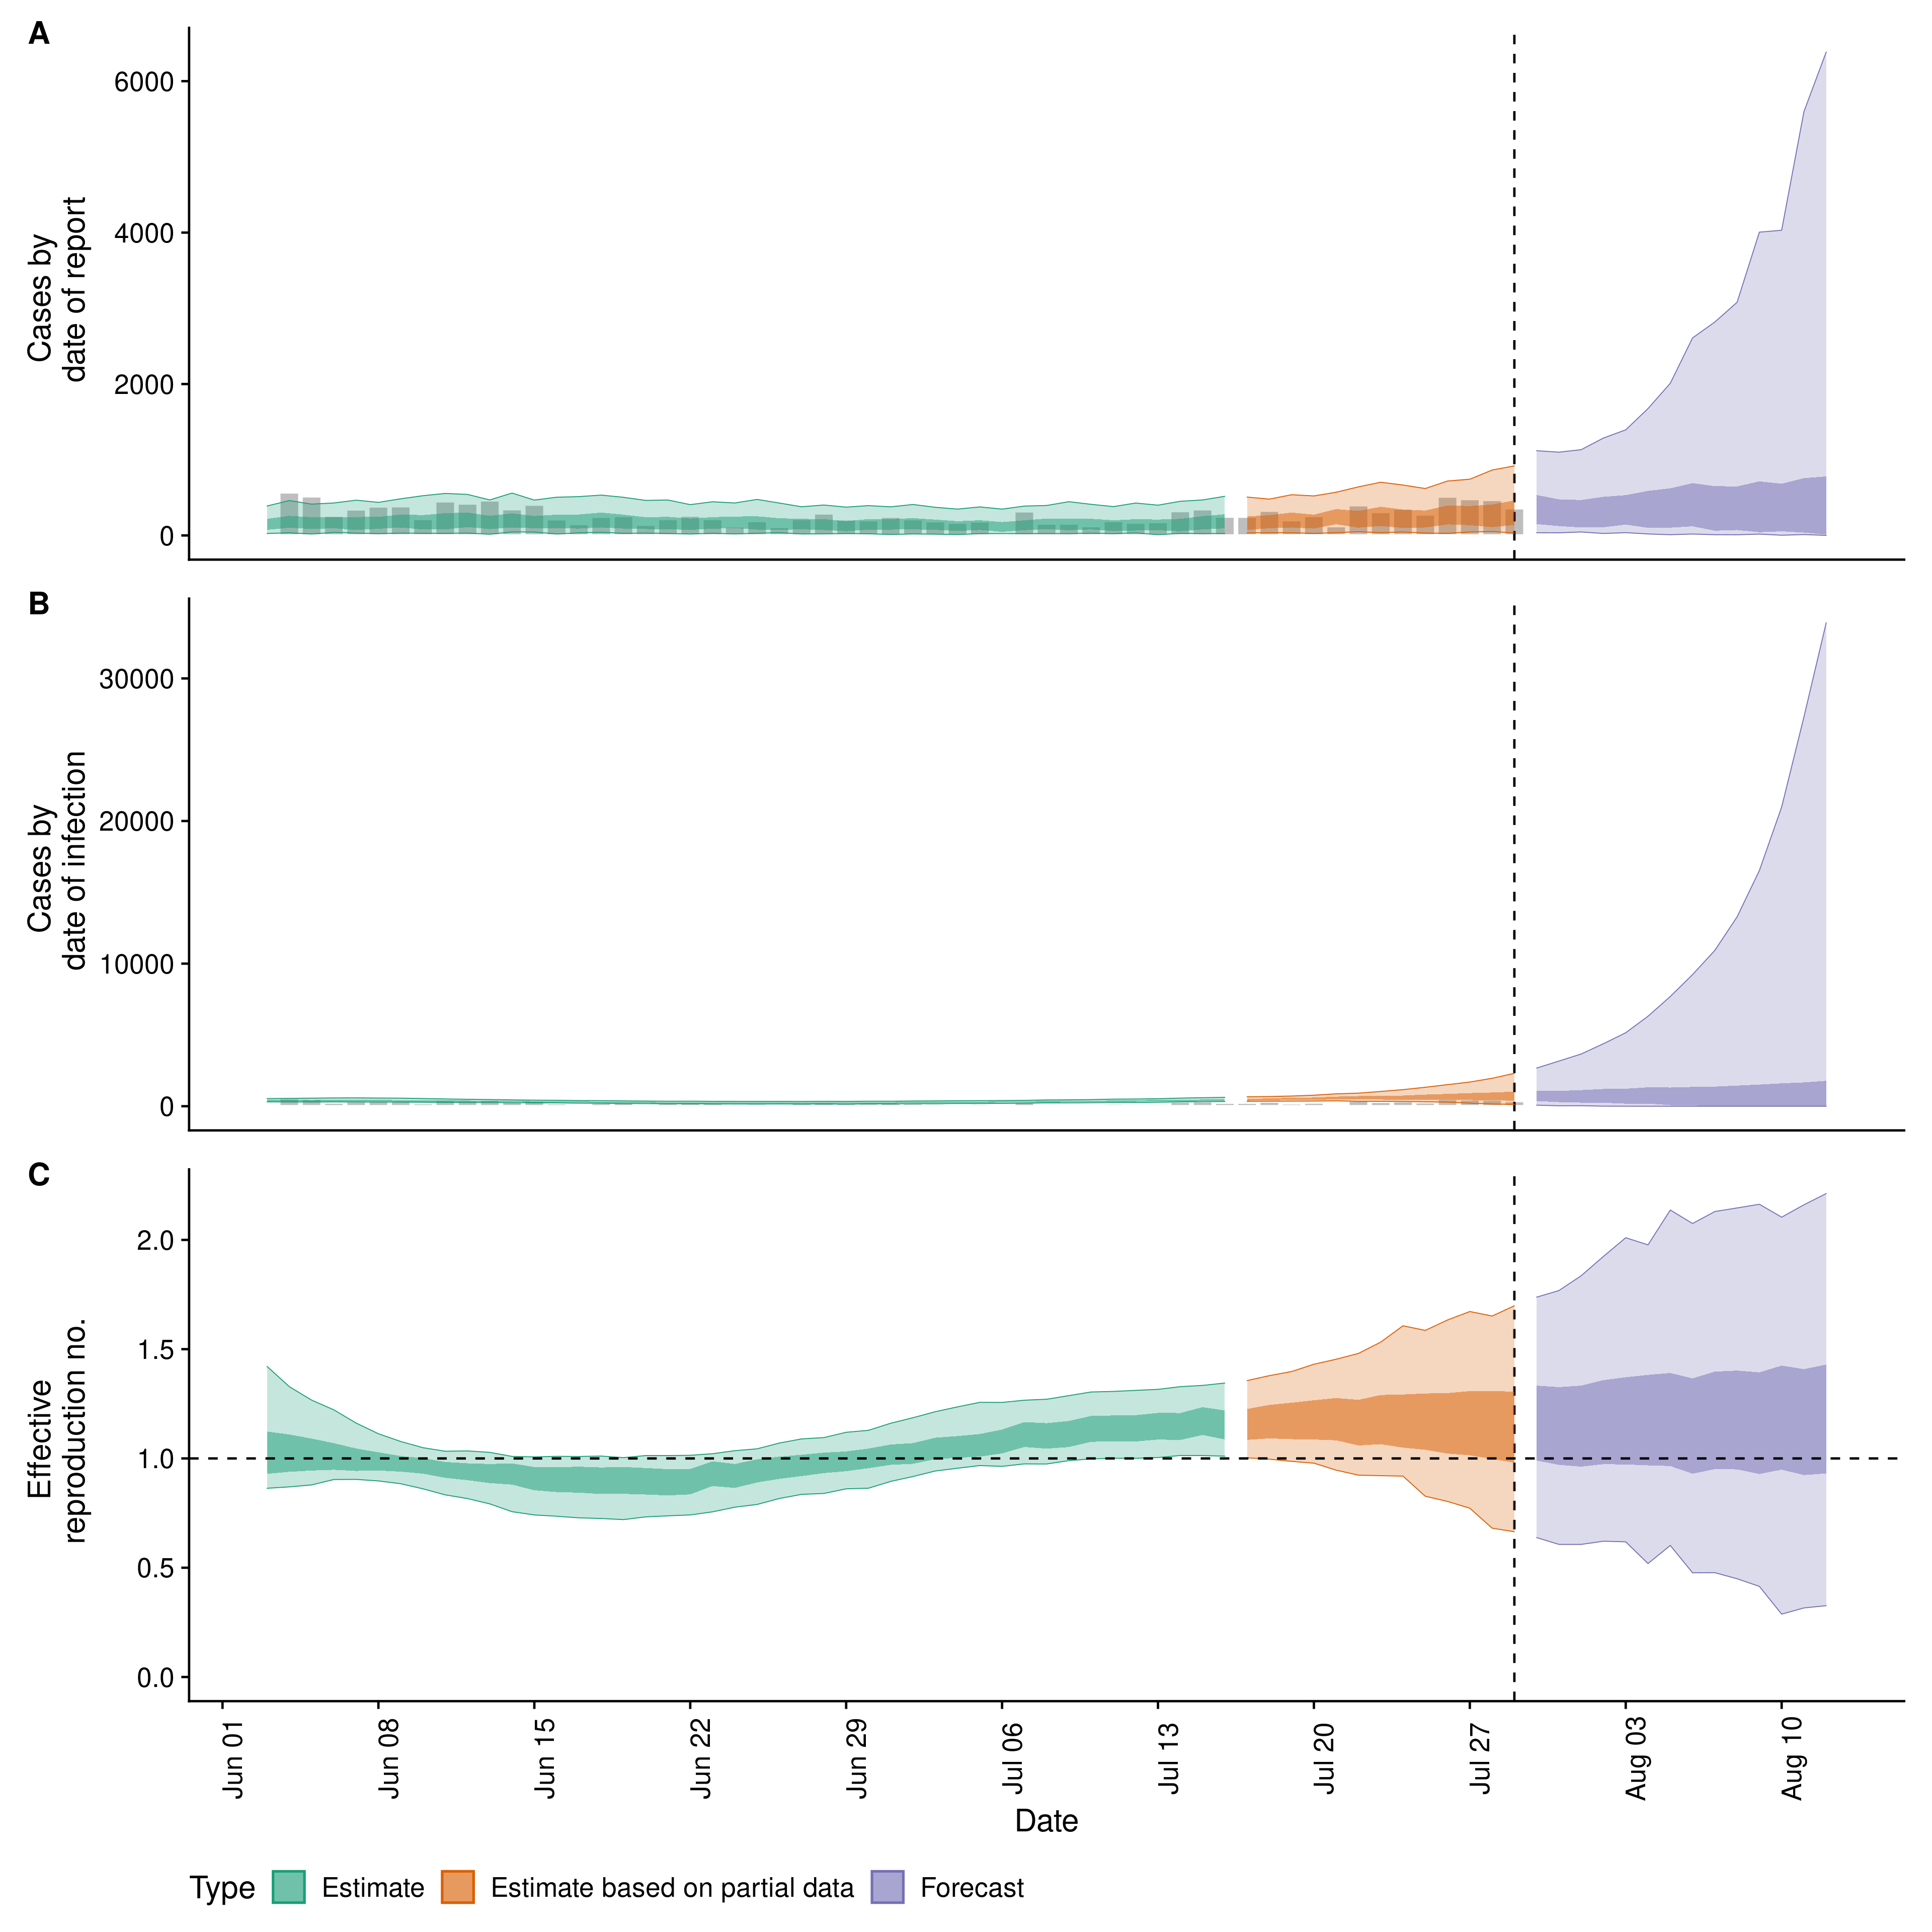 A
Cases by
date of report
6000
4000
2000
0
B
Cases by
date of infection
30000
20000
10000
0
C
Effective
reproduction no.
2.0
1.5
1.0
0.5
0.0
Jun 01
Jun 08
Jun 15
Jun 22
Jun 29
Jul 06
Jul 13
Jul 20
Jul 27
Aug 03
Aug 10
Date
Type Estimate Estimate based on partial data Forecast